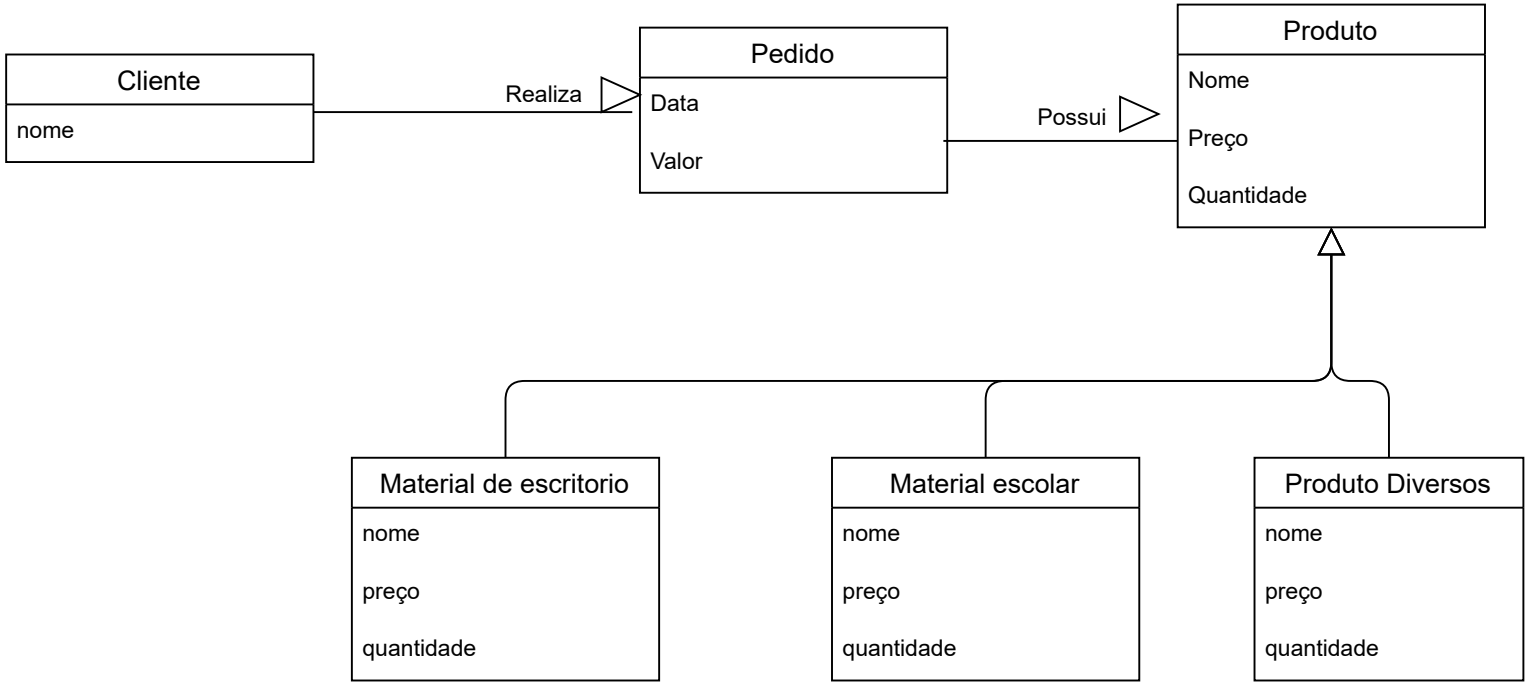 Cliente
nome
Realiza
Pedido
Data
Valor
Possui
Produto
Nome
Preço
Quantidade
Material de escritorio
nome
preço
quantidade
Material escolar
nome
preço
quantidade
Produto Diversos
nome
preço
quantidade